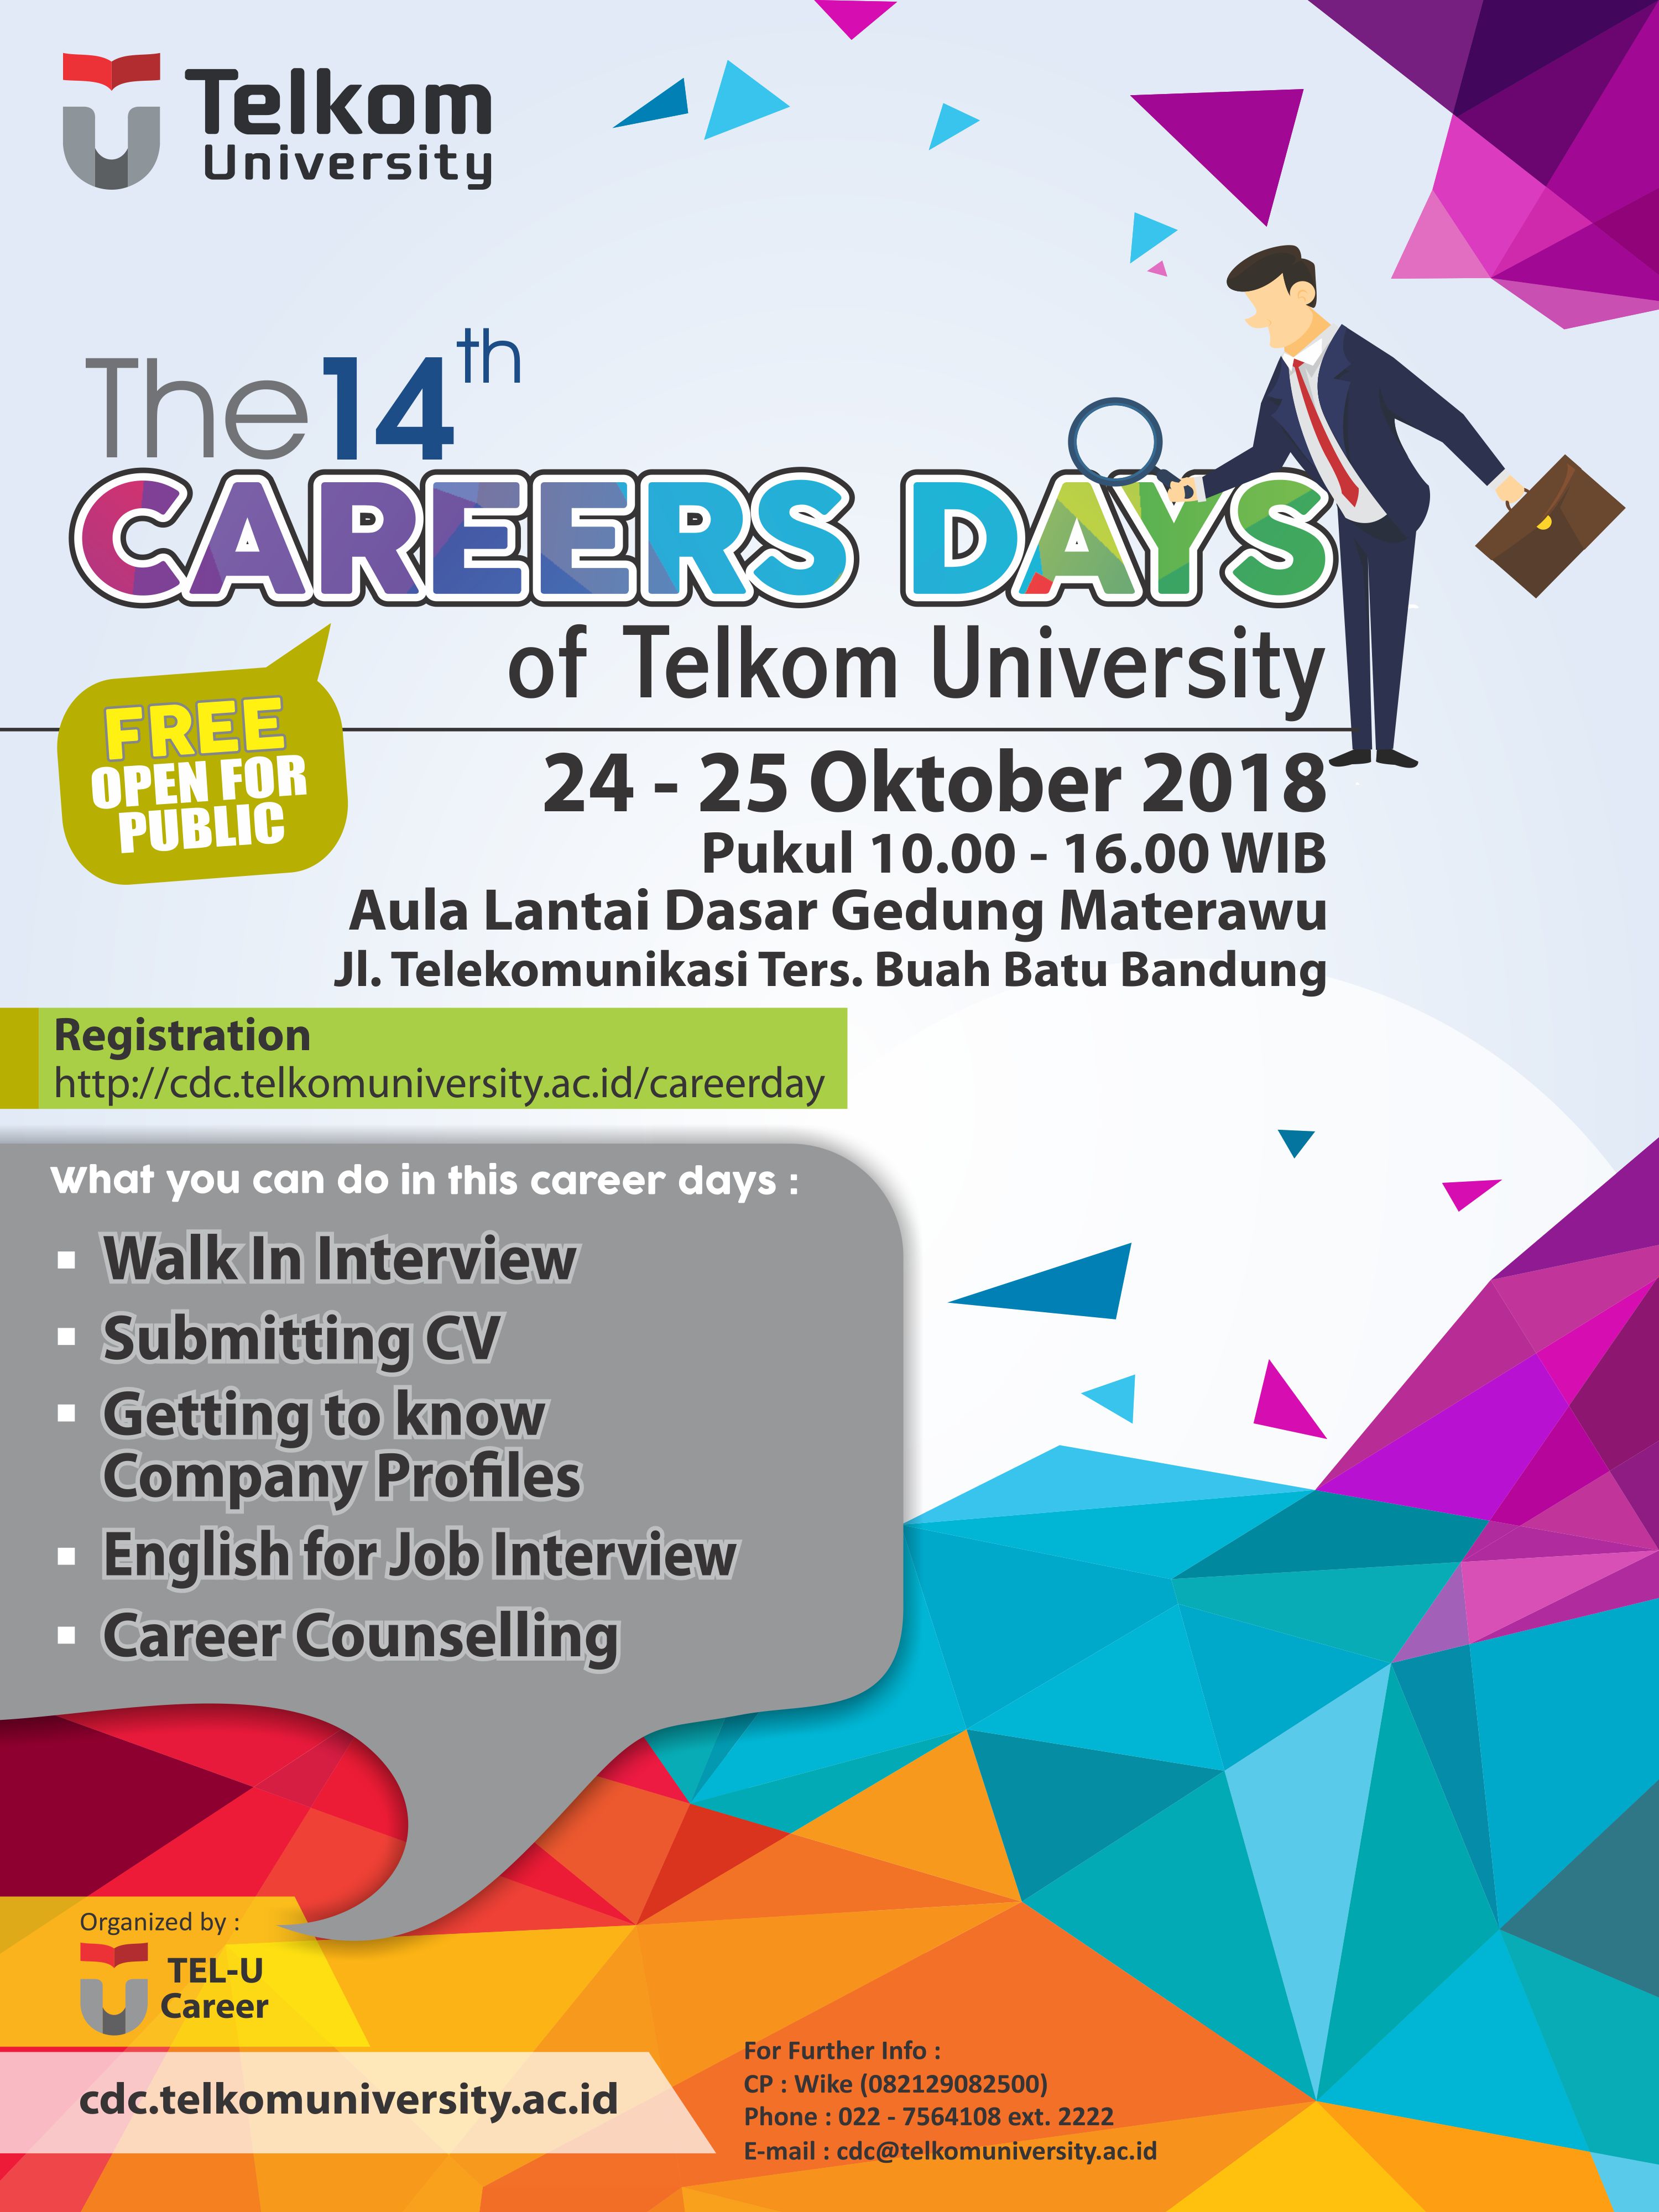 Telkom
University
The 14th
CAREERS DAYS
of Telkom University
FREE
OPEN FOR
PUBLIC
24 - 25 Oktober 2018
Pukul 10.00 - 16.00 WIB
Aula Lantai Dasar Gedung Materawu
Jl. Telekomunikasi Ters. Buah Batu Bandung
Registration
http://cdc.telkomuniversity.ac.id/careerday
What you can do in this career days :
Walk In Interview
Submitting CV
Getting to know
Company Profiles
English for Job Interview
Career Counselling
Organized by :
TEL-U
Career
cdc.telkomuniversity.ac.id
For Further Info :
CP : Wike (082129082500)
Phone : 022 - 7564108 ext. 2222
E-mail : cdc@telkomuniversity.ac.id